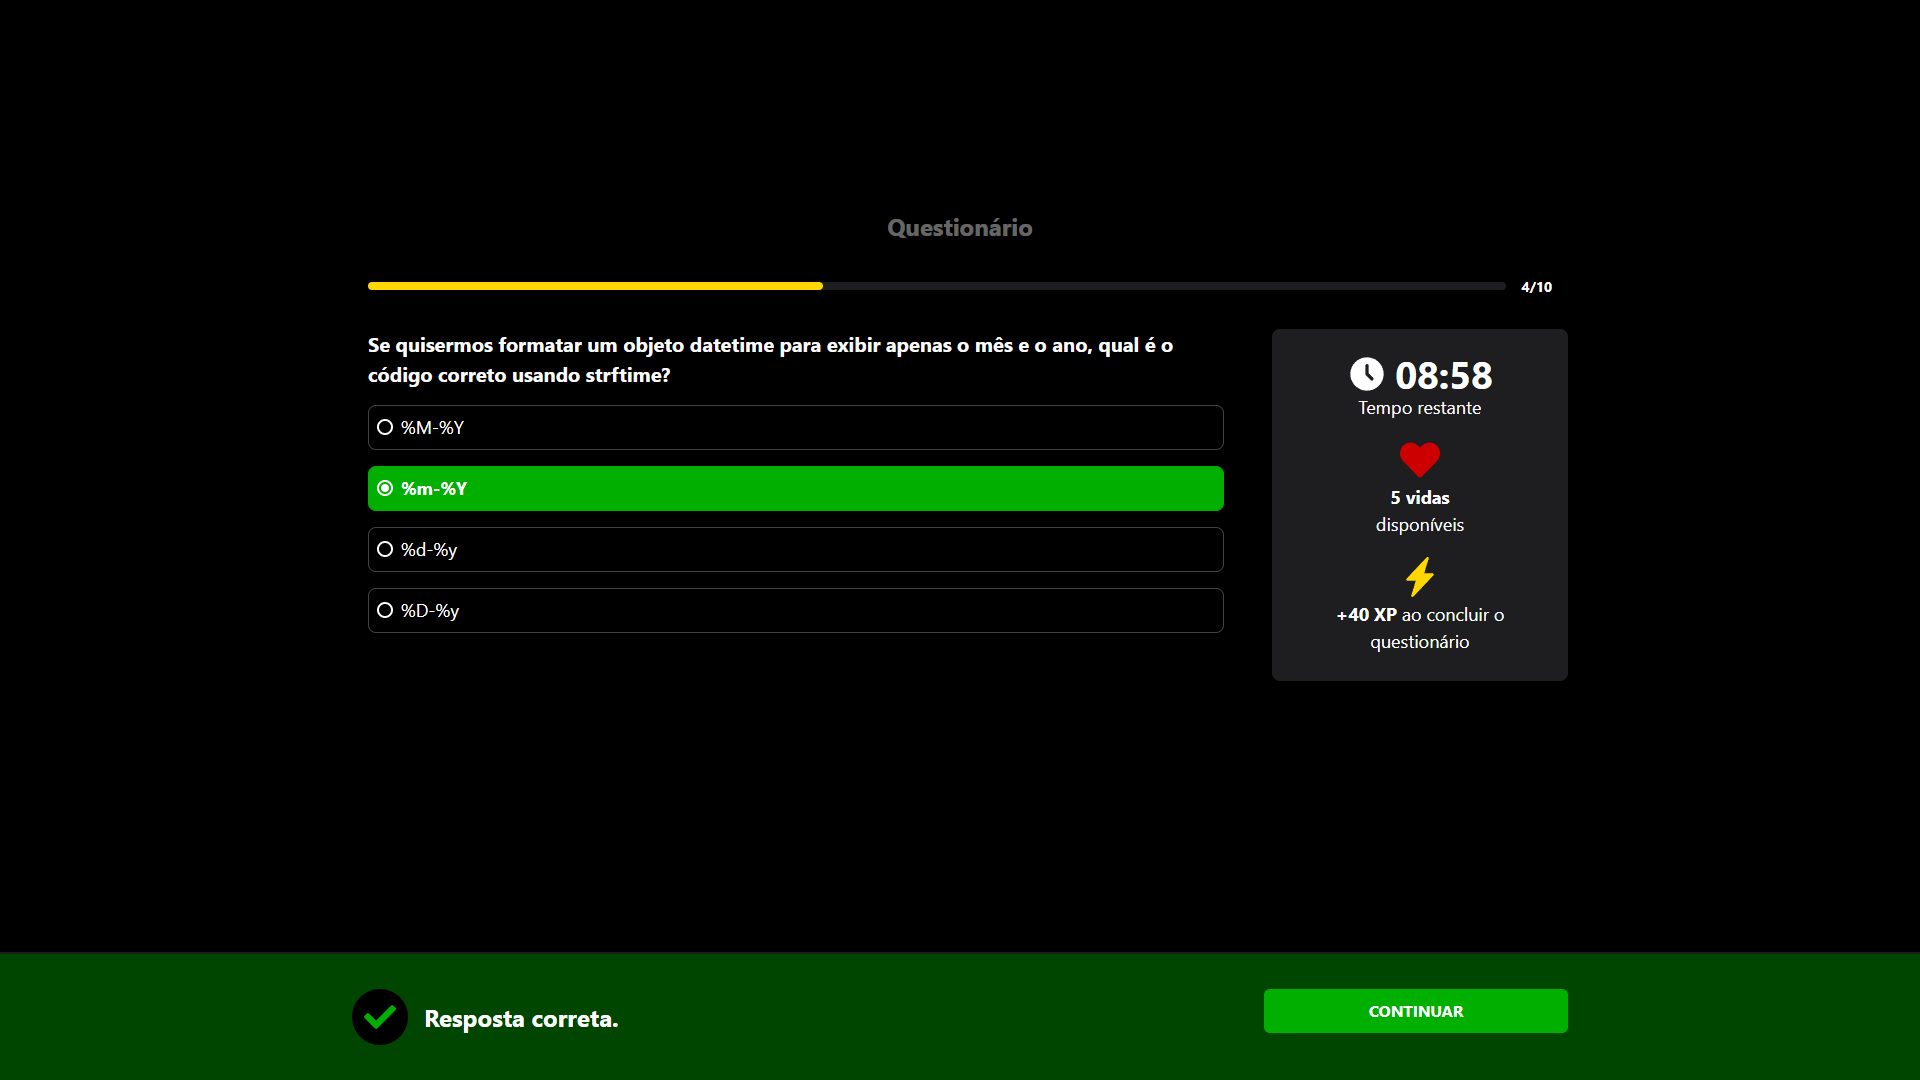 Questionário
4/10
Se quisermos formatar um objeto datetime para exibir apenas o mês e o ano, qual é o
código correto usando strftime?
%M-%Y
%m-%Y
%d-%y
%D-%y
08:58
Tempo restante
5 vidas
disponíveis
+40 XP ao concluir o
questionário
Resposta correta.
CONTINUAR